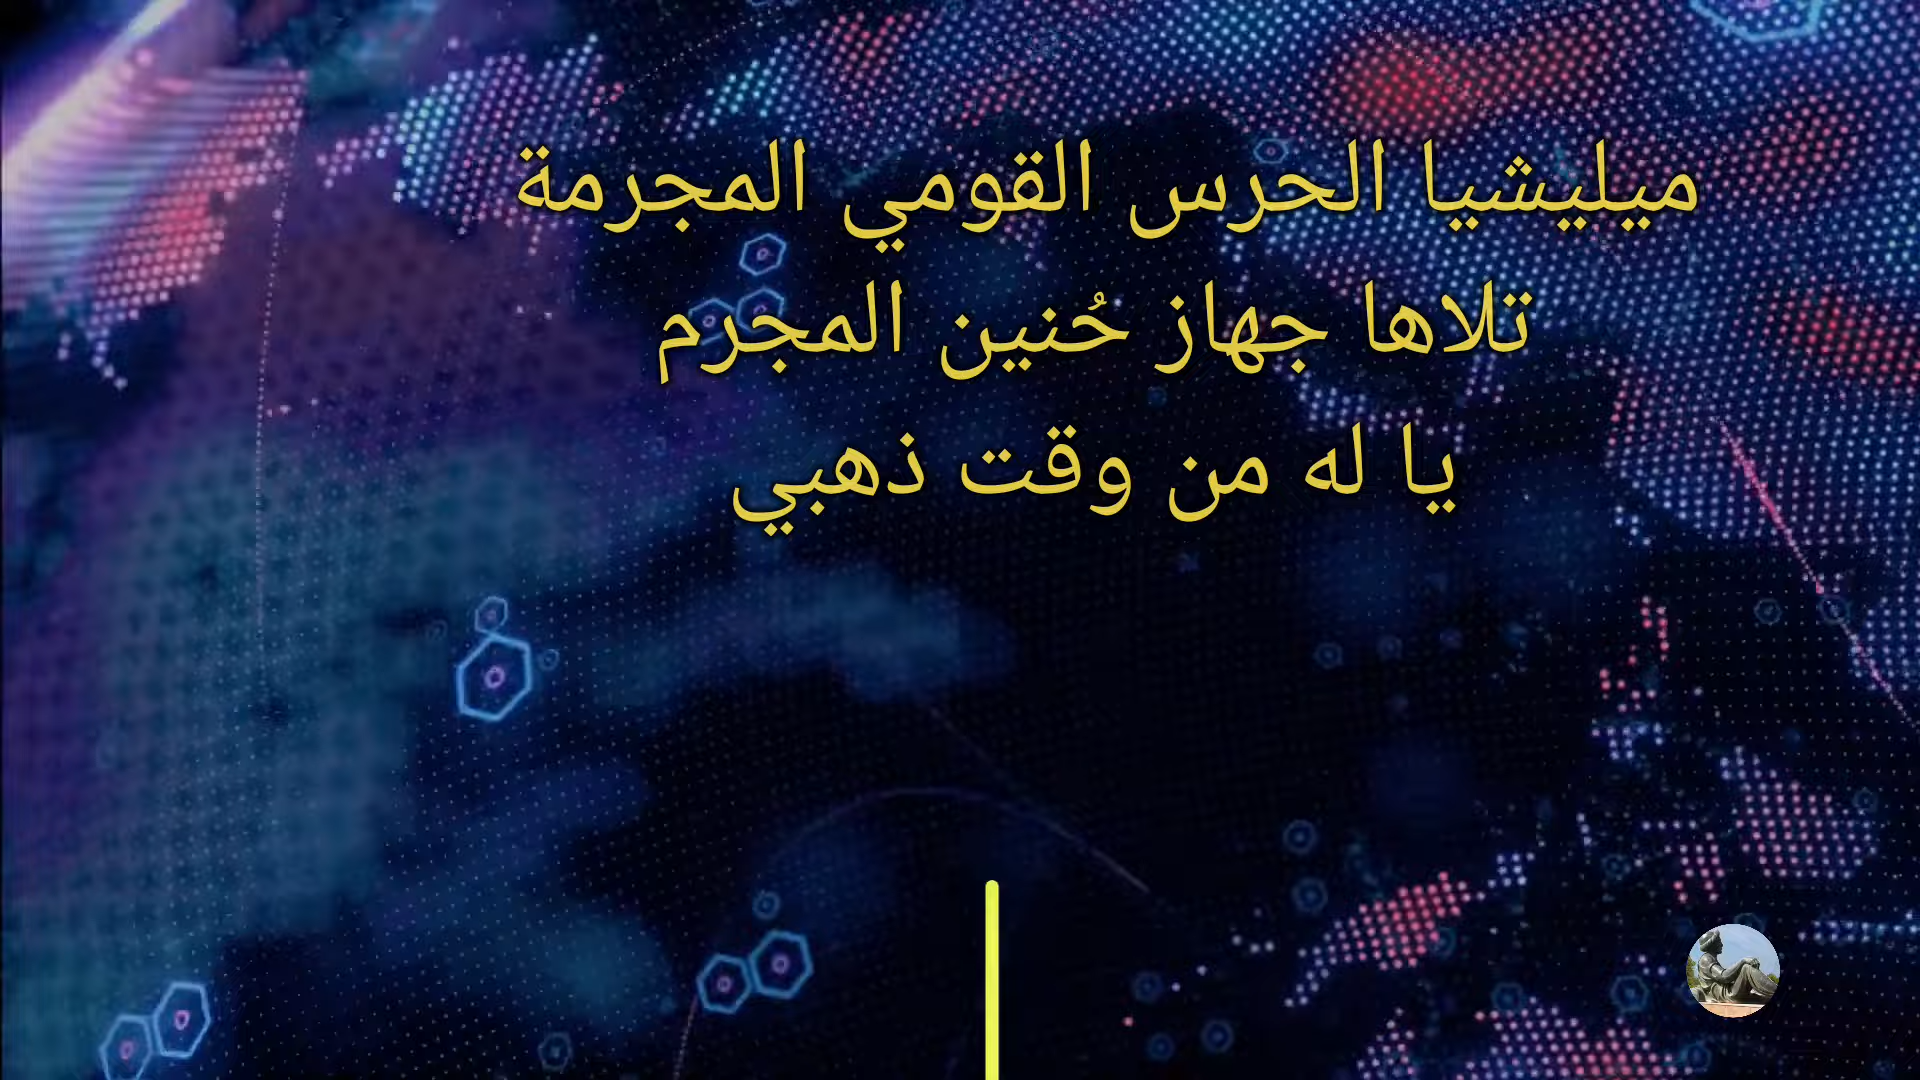 ميليشيا الحرس القومي المجرمة
تلاها جهاز حُنين المجرم
يا له من وقت ذهبي